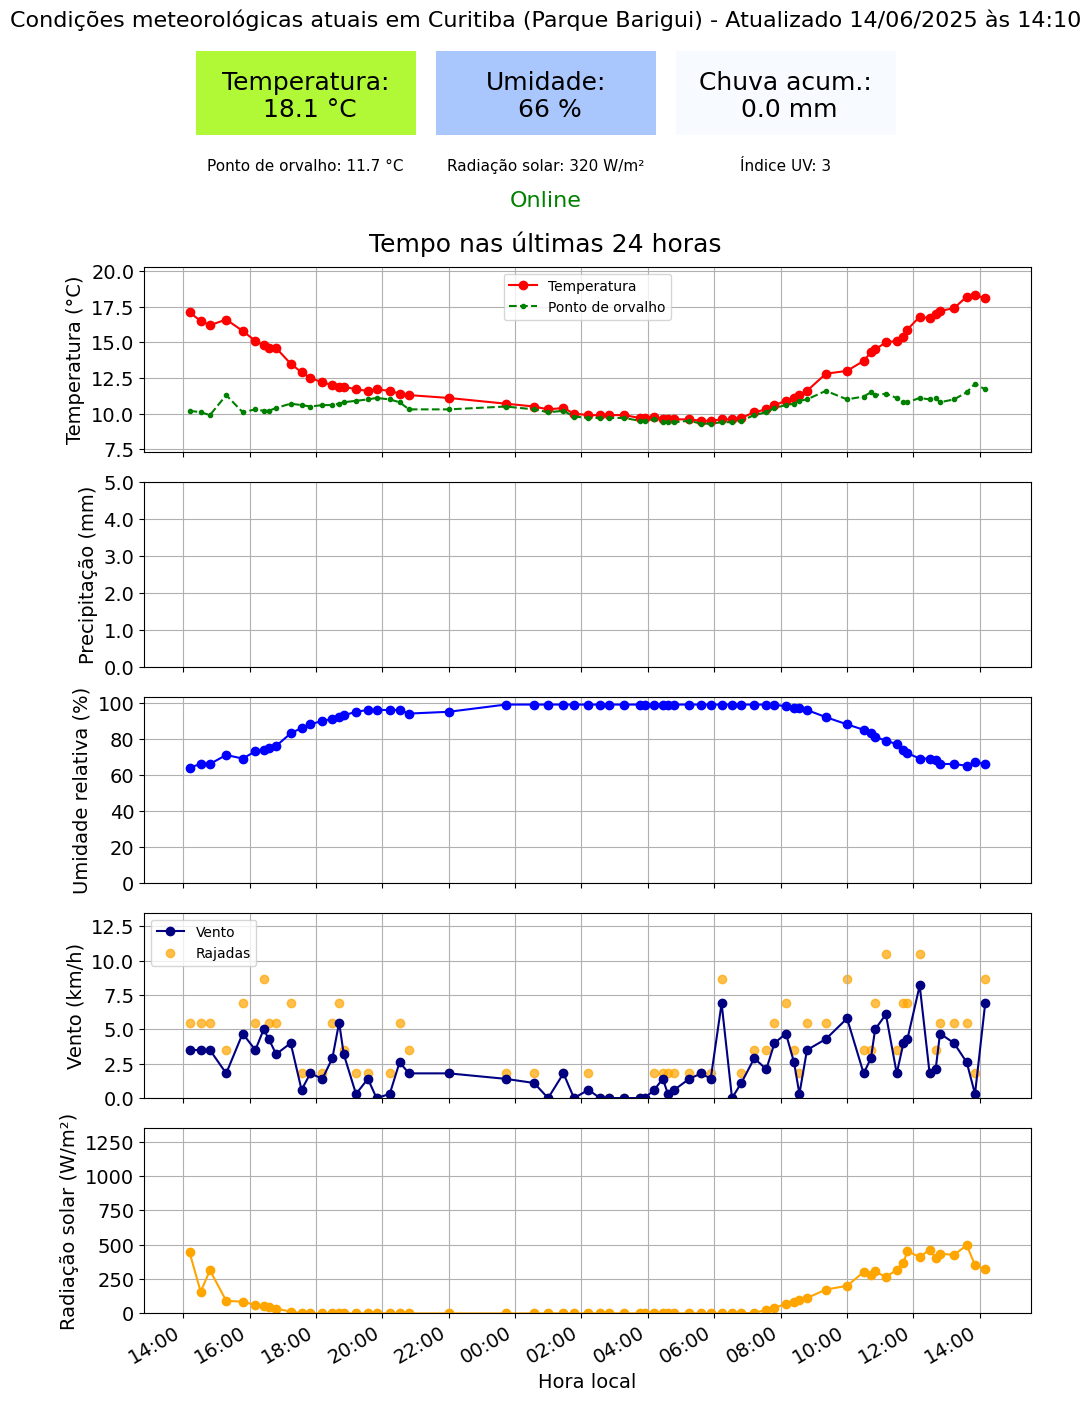 Condições meteorológicas atuais em Curitiba (Parque Barigui) - Atualizado 14/06/2025 às 14:10
Temperatura:
18.1 °C
Umidade:
66 %
Chuva acum.:
0.0 mm
Ponto de orvalho: 11.7 °C
Radiação solar: 320 W/m²
Índice UV: 3
Online
Tempo nas últimas 24 horas
Temperatura (°C)
20.0
17.5
15.0
12.5
10.0
7.5
Temperatura
Ponto de orvalho
Precipitação (mm)
5.0
4.0
3.0
2.0
1.0
0.0
Umidade relativa (%)
100
80
60
40
20
0
Vento (km/h)
12.5
10.0
7.5
5.0
2.5
0.0
Vento
Rajadas
Radiação solar (W/m²)
1250
1000
750
500
250
0
14:00
16:00
18:00
20:00
22:00
00:00
02:00
04:00
06:00
08:00
10:00
12:00
14:00
Hora local